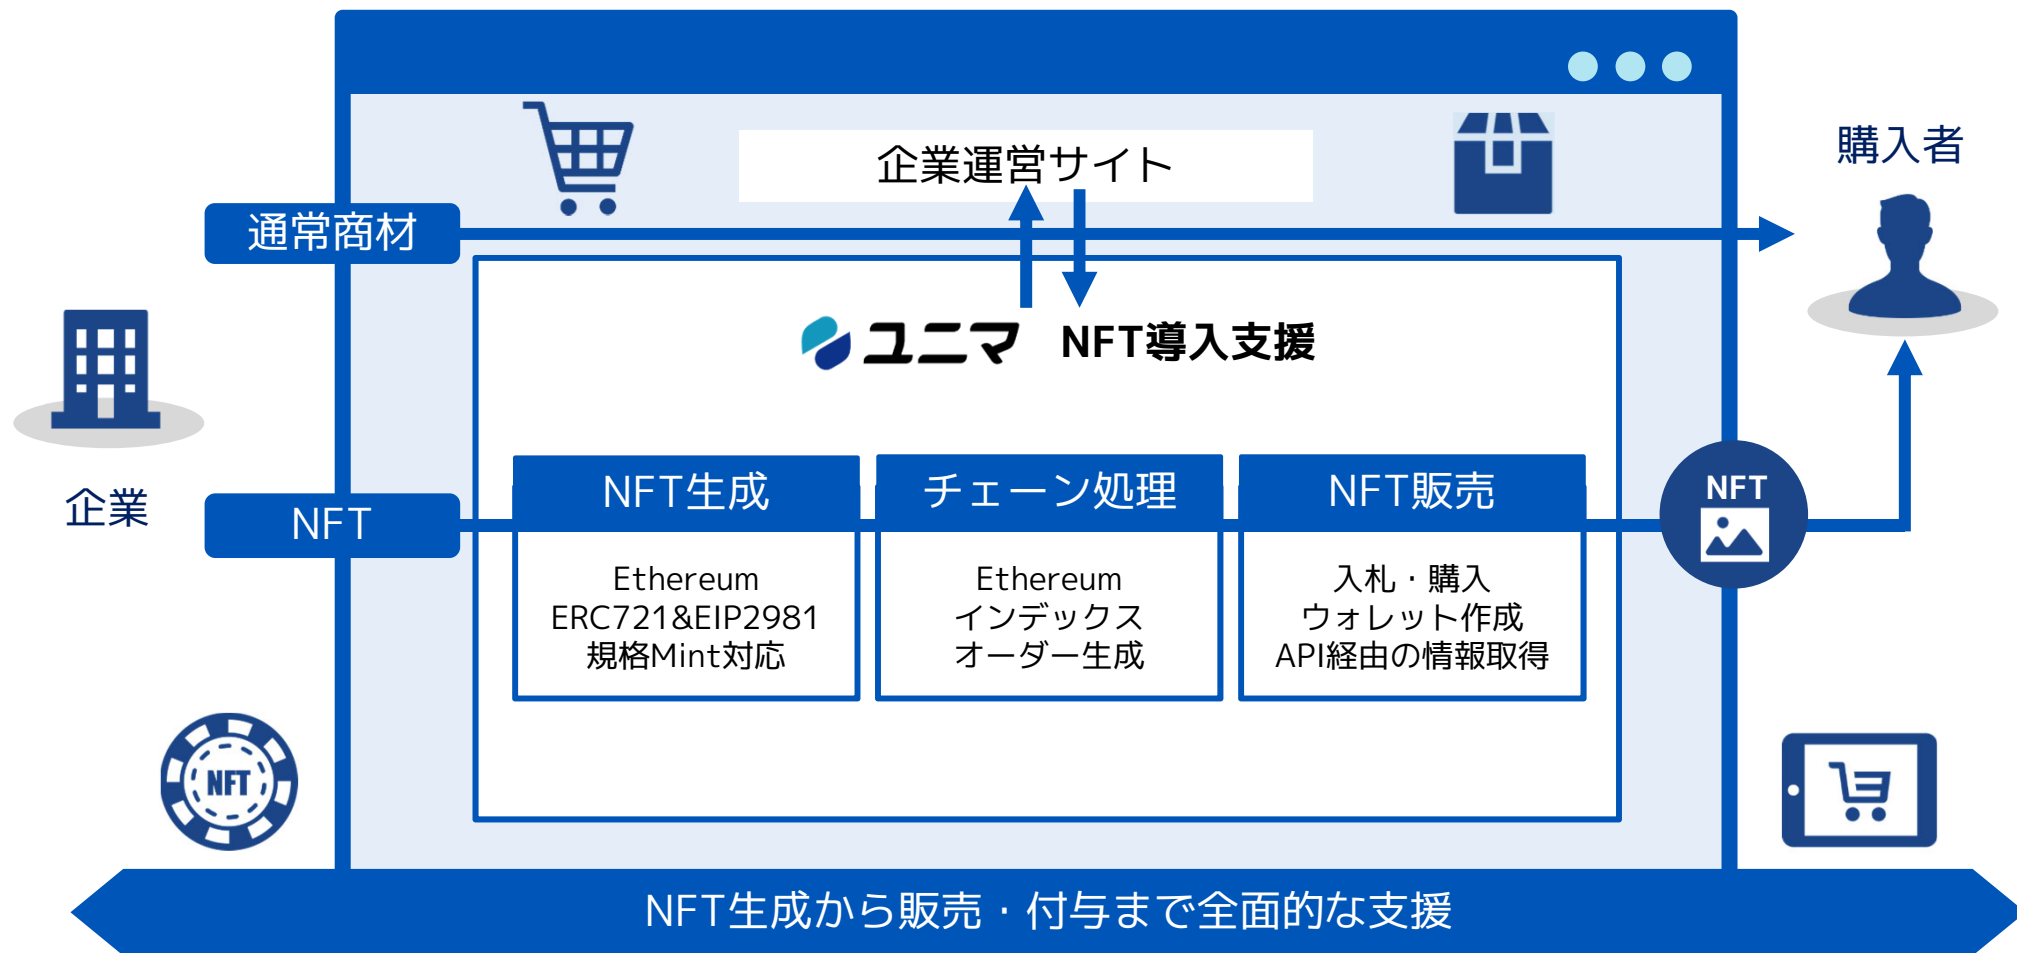 企業運営サイト
購入者
通常商材
ユニマ NFT導入支援
企業
NFT
NFT生成
チェーン処理
NFT販売
NFT
Ethereum
ERC721&EIP2981
規格Mint対応
Ethereum
インデックス
オーダー生成
入札・購入
ウォレット作成
API経由の情報取得
NFT
NFT生成から販売・付与まで全面的な支援